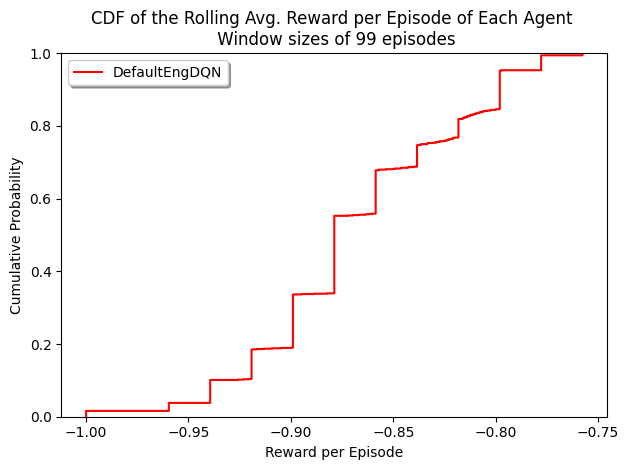 CDF of the Rolling Avg. Reward per Episode of Each Agent
Window sizes of 99 episodes
DefaultEngDQN
Cumulative Probability
1.0
0.8
0.6
0.4
0.2
0.0
−1.00 −0.95 −0.90 −0.85 −0.80 −0.75
Reward per Episode